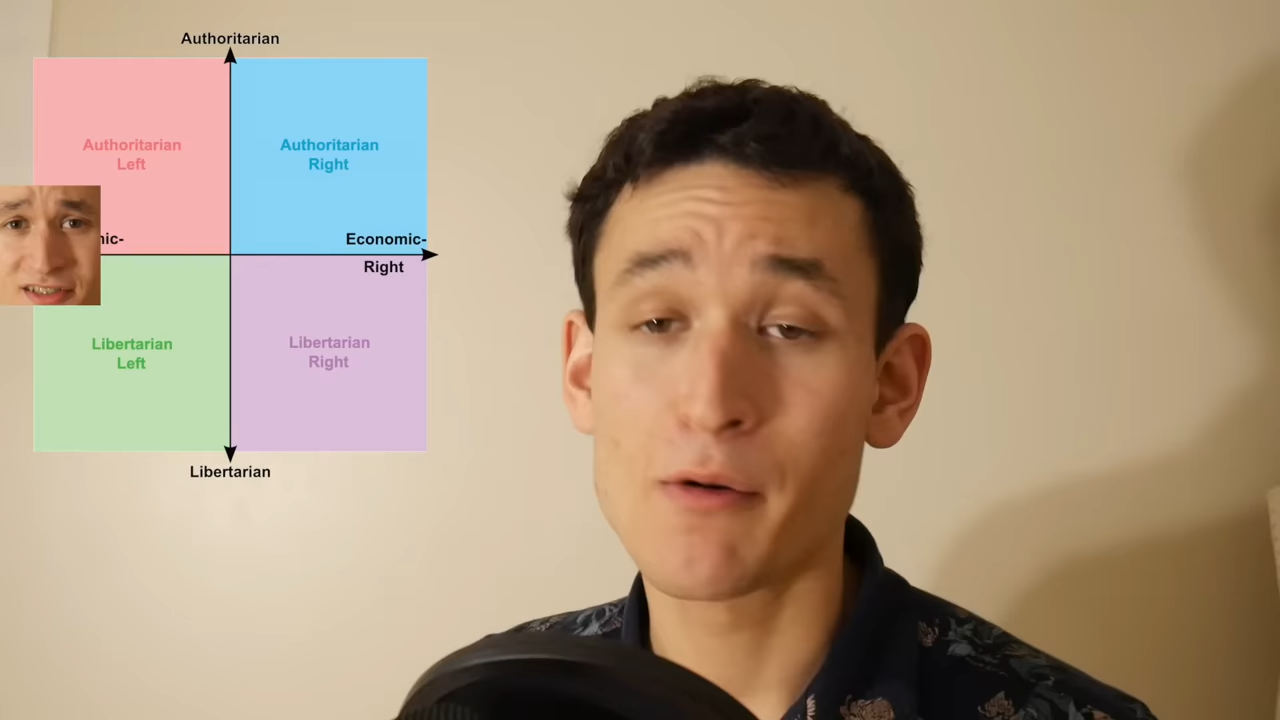 Authoritarian
Authoritarian
Left
Authoritarian
Right
Economic-
Right
Libertarian
Left
Libertarian
Right
Libertarian